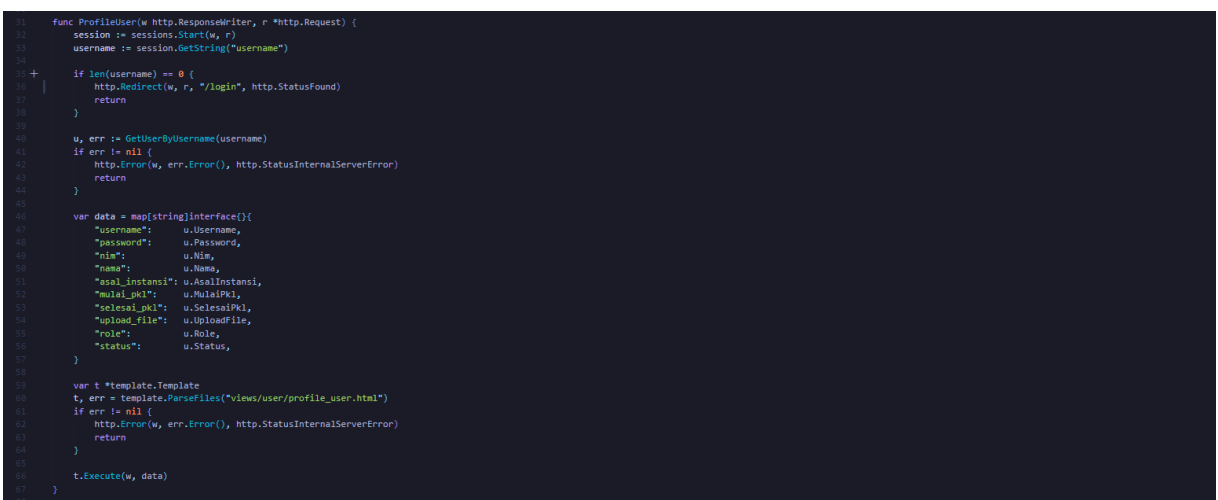 31 func ProfileUser(w http.ResponseWriter, r *http.Request) {
32 session := sessions.Start(w, r)
33 username := session.GetString("username")
34
35 + if len(username) == 0 {
36 http.Redirect(w, r, "/login", http.StatusFound)
37 return
38 }
39
40 u, err := GetUserByUsername(username)
41 if err != nil {
42 http.Error(w, err.Error(), http.StatusInternalServerError)
43 return
44 }
45
46 var data = map[string]interface{}{
47 "username": u.Username,
48 "password": u.Password,
49 "nim": u.Nim,
50 "nama": u.Nama,
51 "asal_instansi": u.AsalInstansi,
52 "mulai_pkl": u.MulaiPkl,
53 "selesai_pkl": u.SelesaiPkl,
54 "upload_file": u.UploadFile,
55 "role": u.Role,
56 "status": u.Status,
57 }
58
59 var t *template.Template
60 t, err = template.ParseFiles("views/user/profile_user.html")
61 if err != nil {
62 http.Error(w, err.Error(), http.StatusInternalServerError)
63 return
64 }
65
66 t.Execute(w, data)
67 }